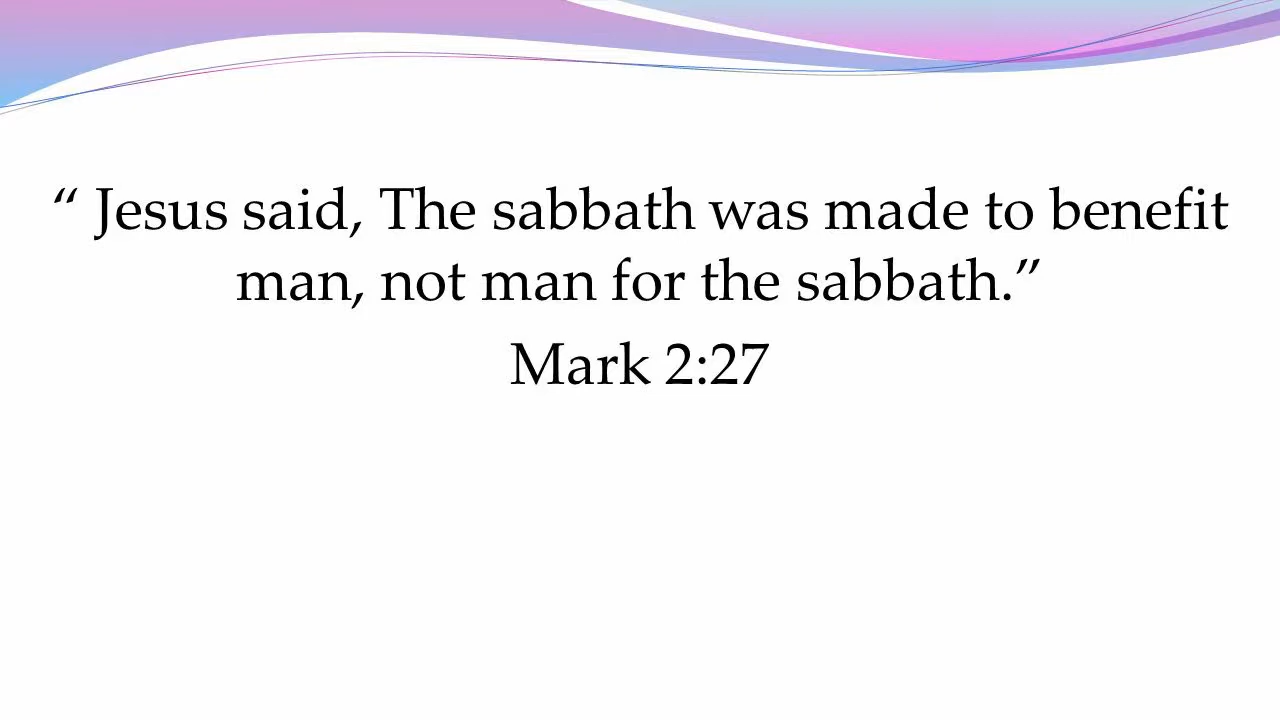 “ Jesus said, The sabbath was made to benefit
man, not man for the sabbath.”
Mark 2:27